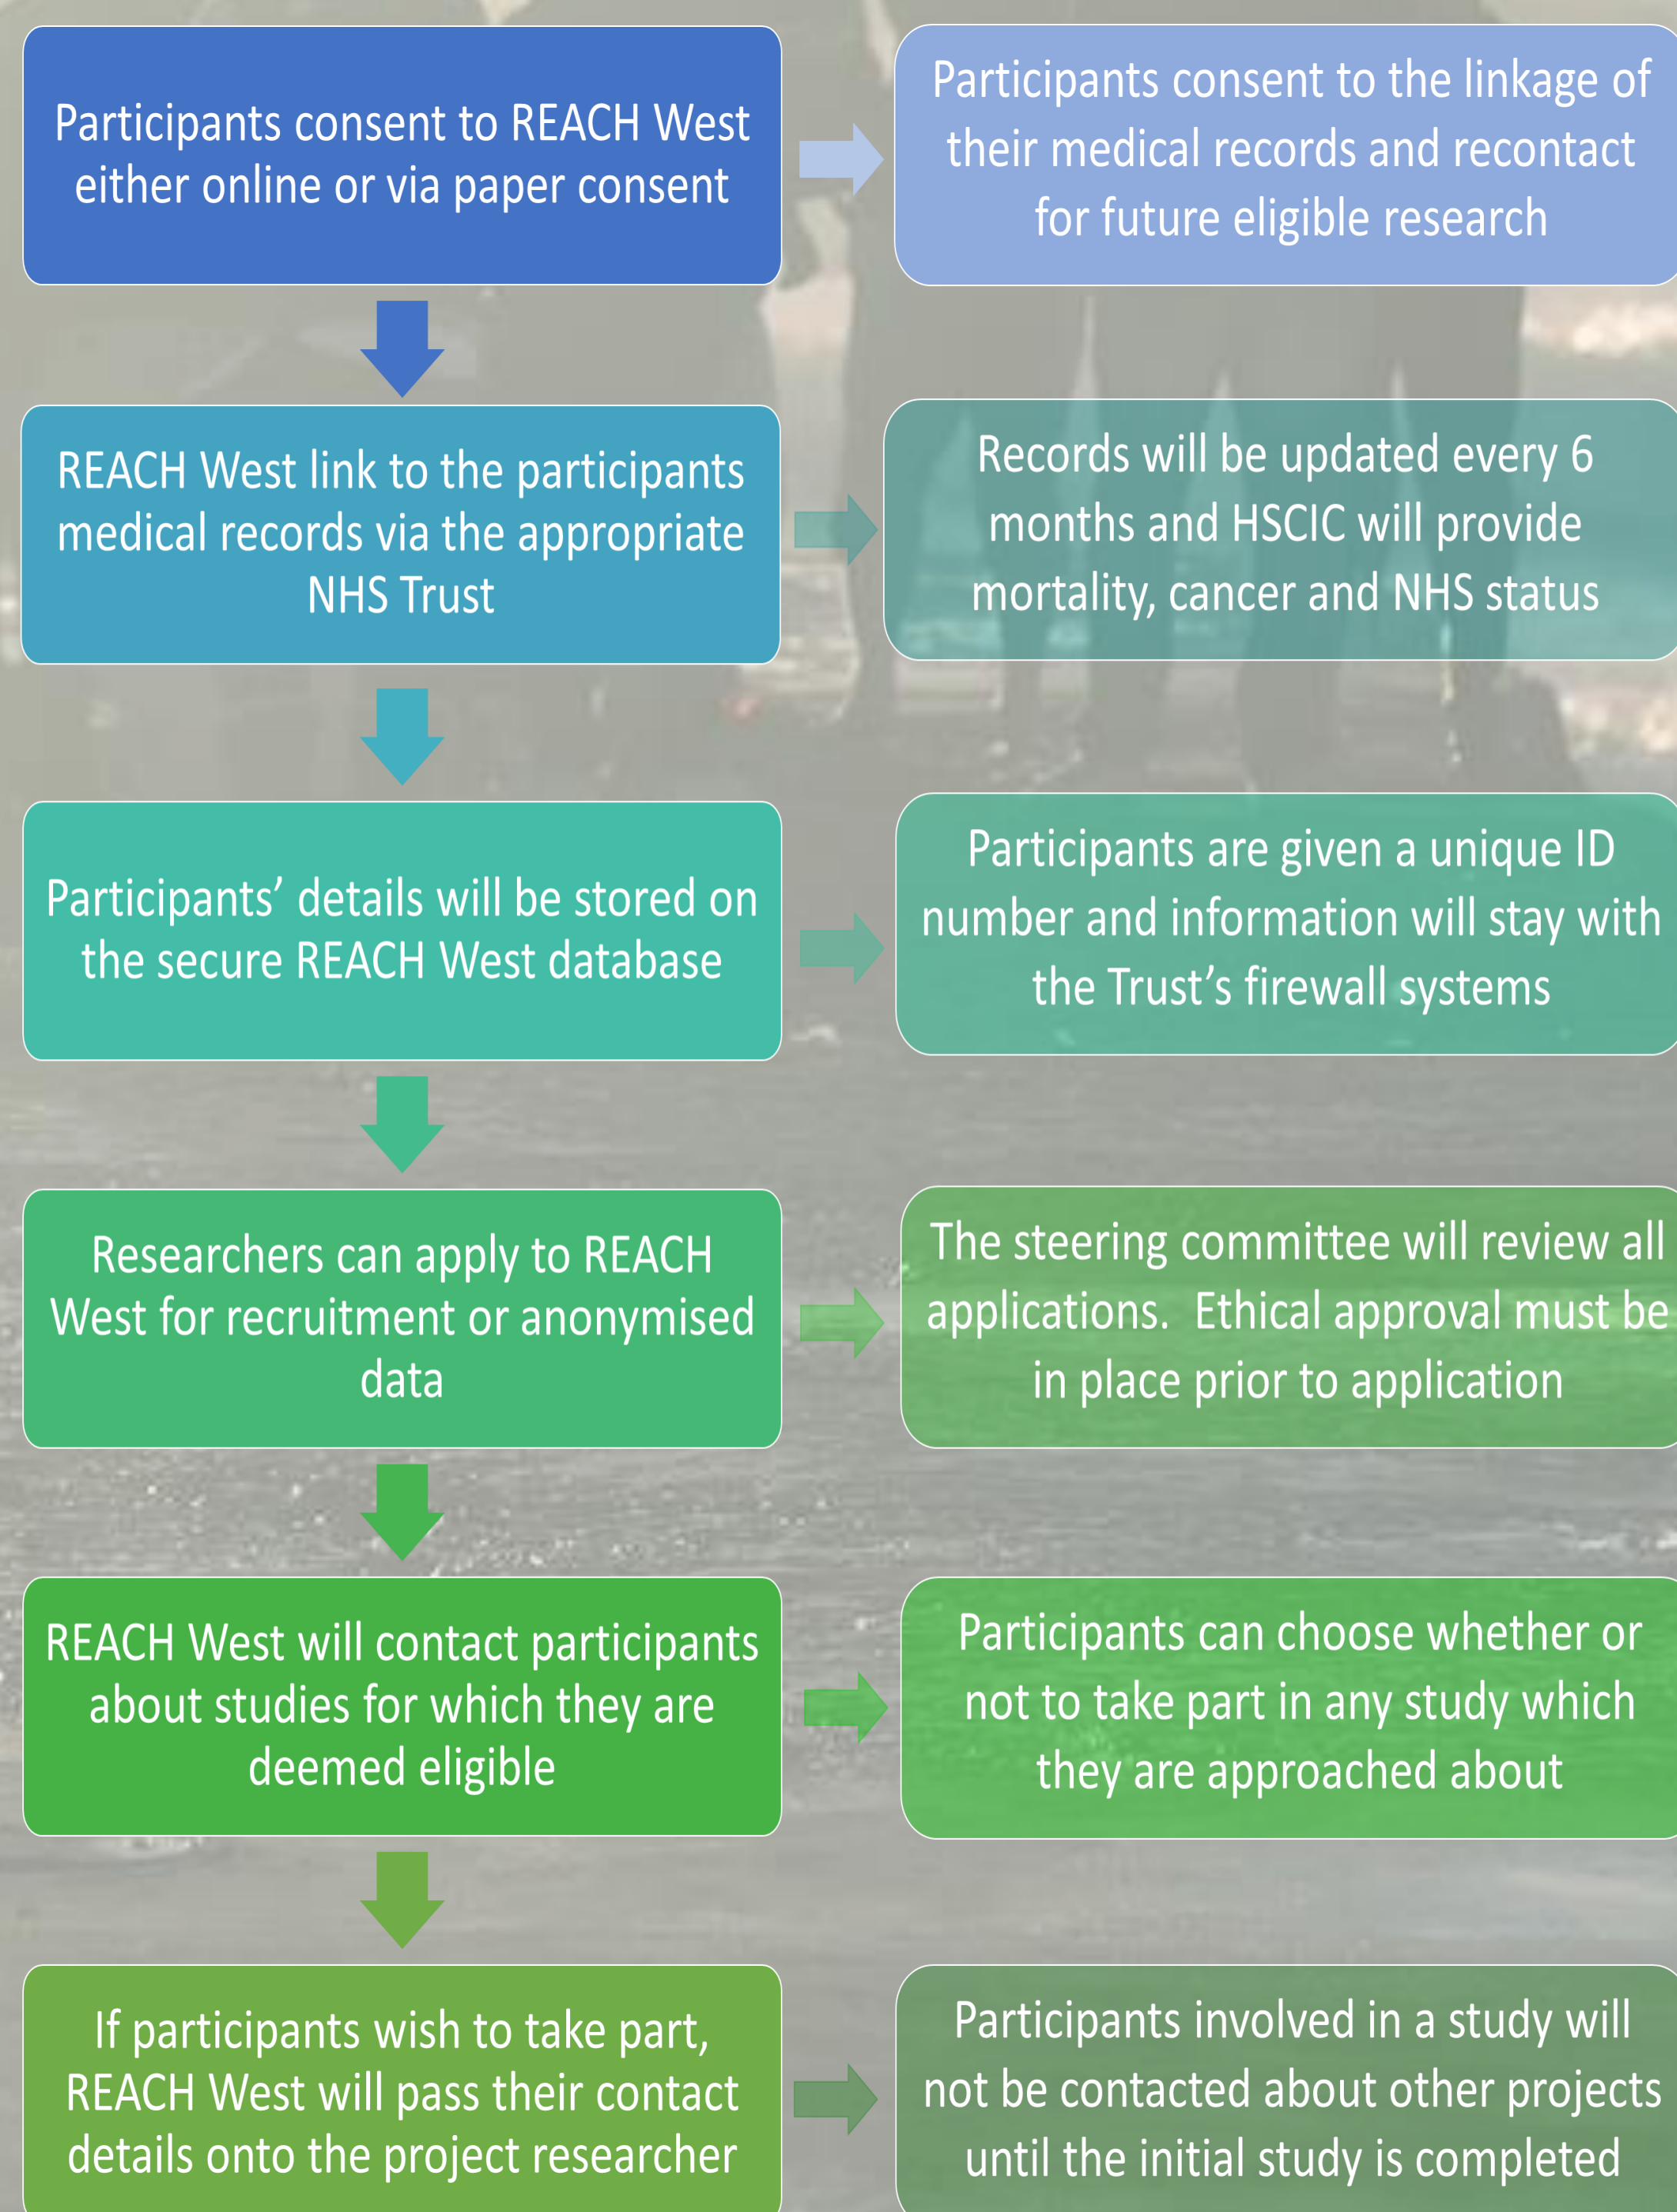 Participants consent to REACH West
either online or via paper consent
Participants consent to the linkage of
their medical records and recontact
for future eligible research
REACH West link to the participants
medical records via the appropriate
NHS Trust
Records will be updated every 6
months and HSCIC will provide
mortality, cancer and NHS status
Participants’ details will be stored on
the secure REACH West database
Participants are given a unique ID
number and information will stay with
the Trust’s firewall systems
Researchers can apply to REACH
West for recruitment or anonymised
data
The steering committee will review all
applications.  Ethical approval must be
in place prior to application
REACH West will contact participants
about studies for which they are
deemed eligible
Participants can choose whether or
not to take part in any study which
they are approached about
If participants wish to take part,
REACH West will pass their contact
details onto the project researcher
Participants involved in a study will
not be contacted about other projects
until the initial study is completed